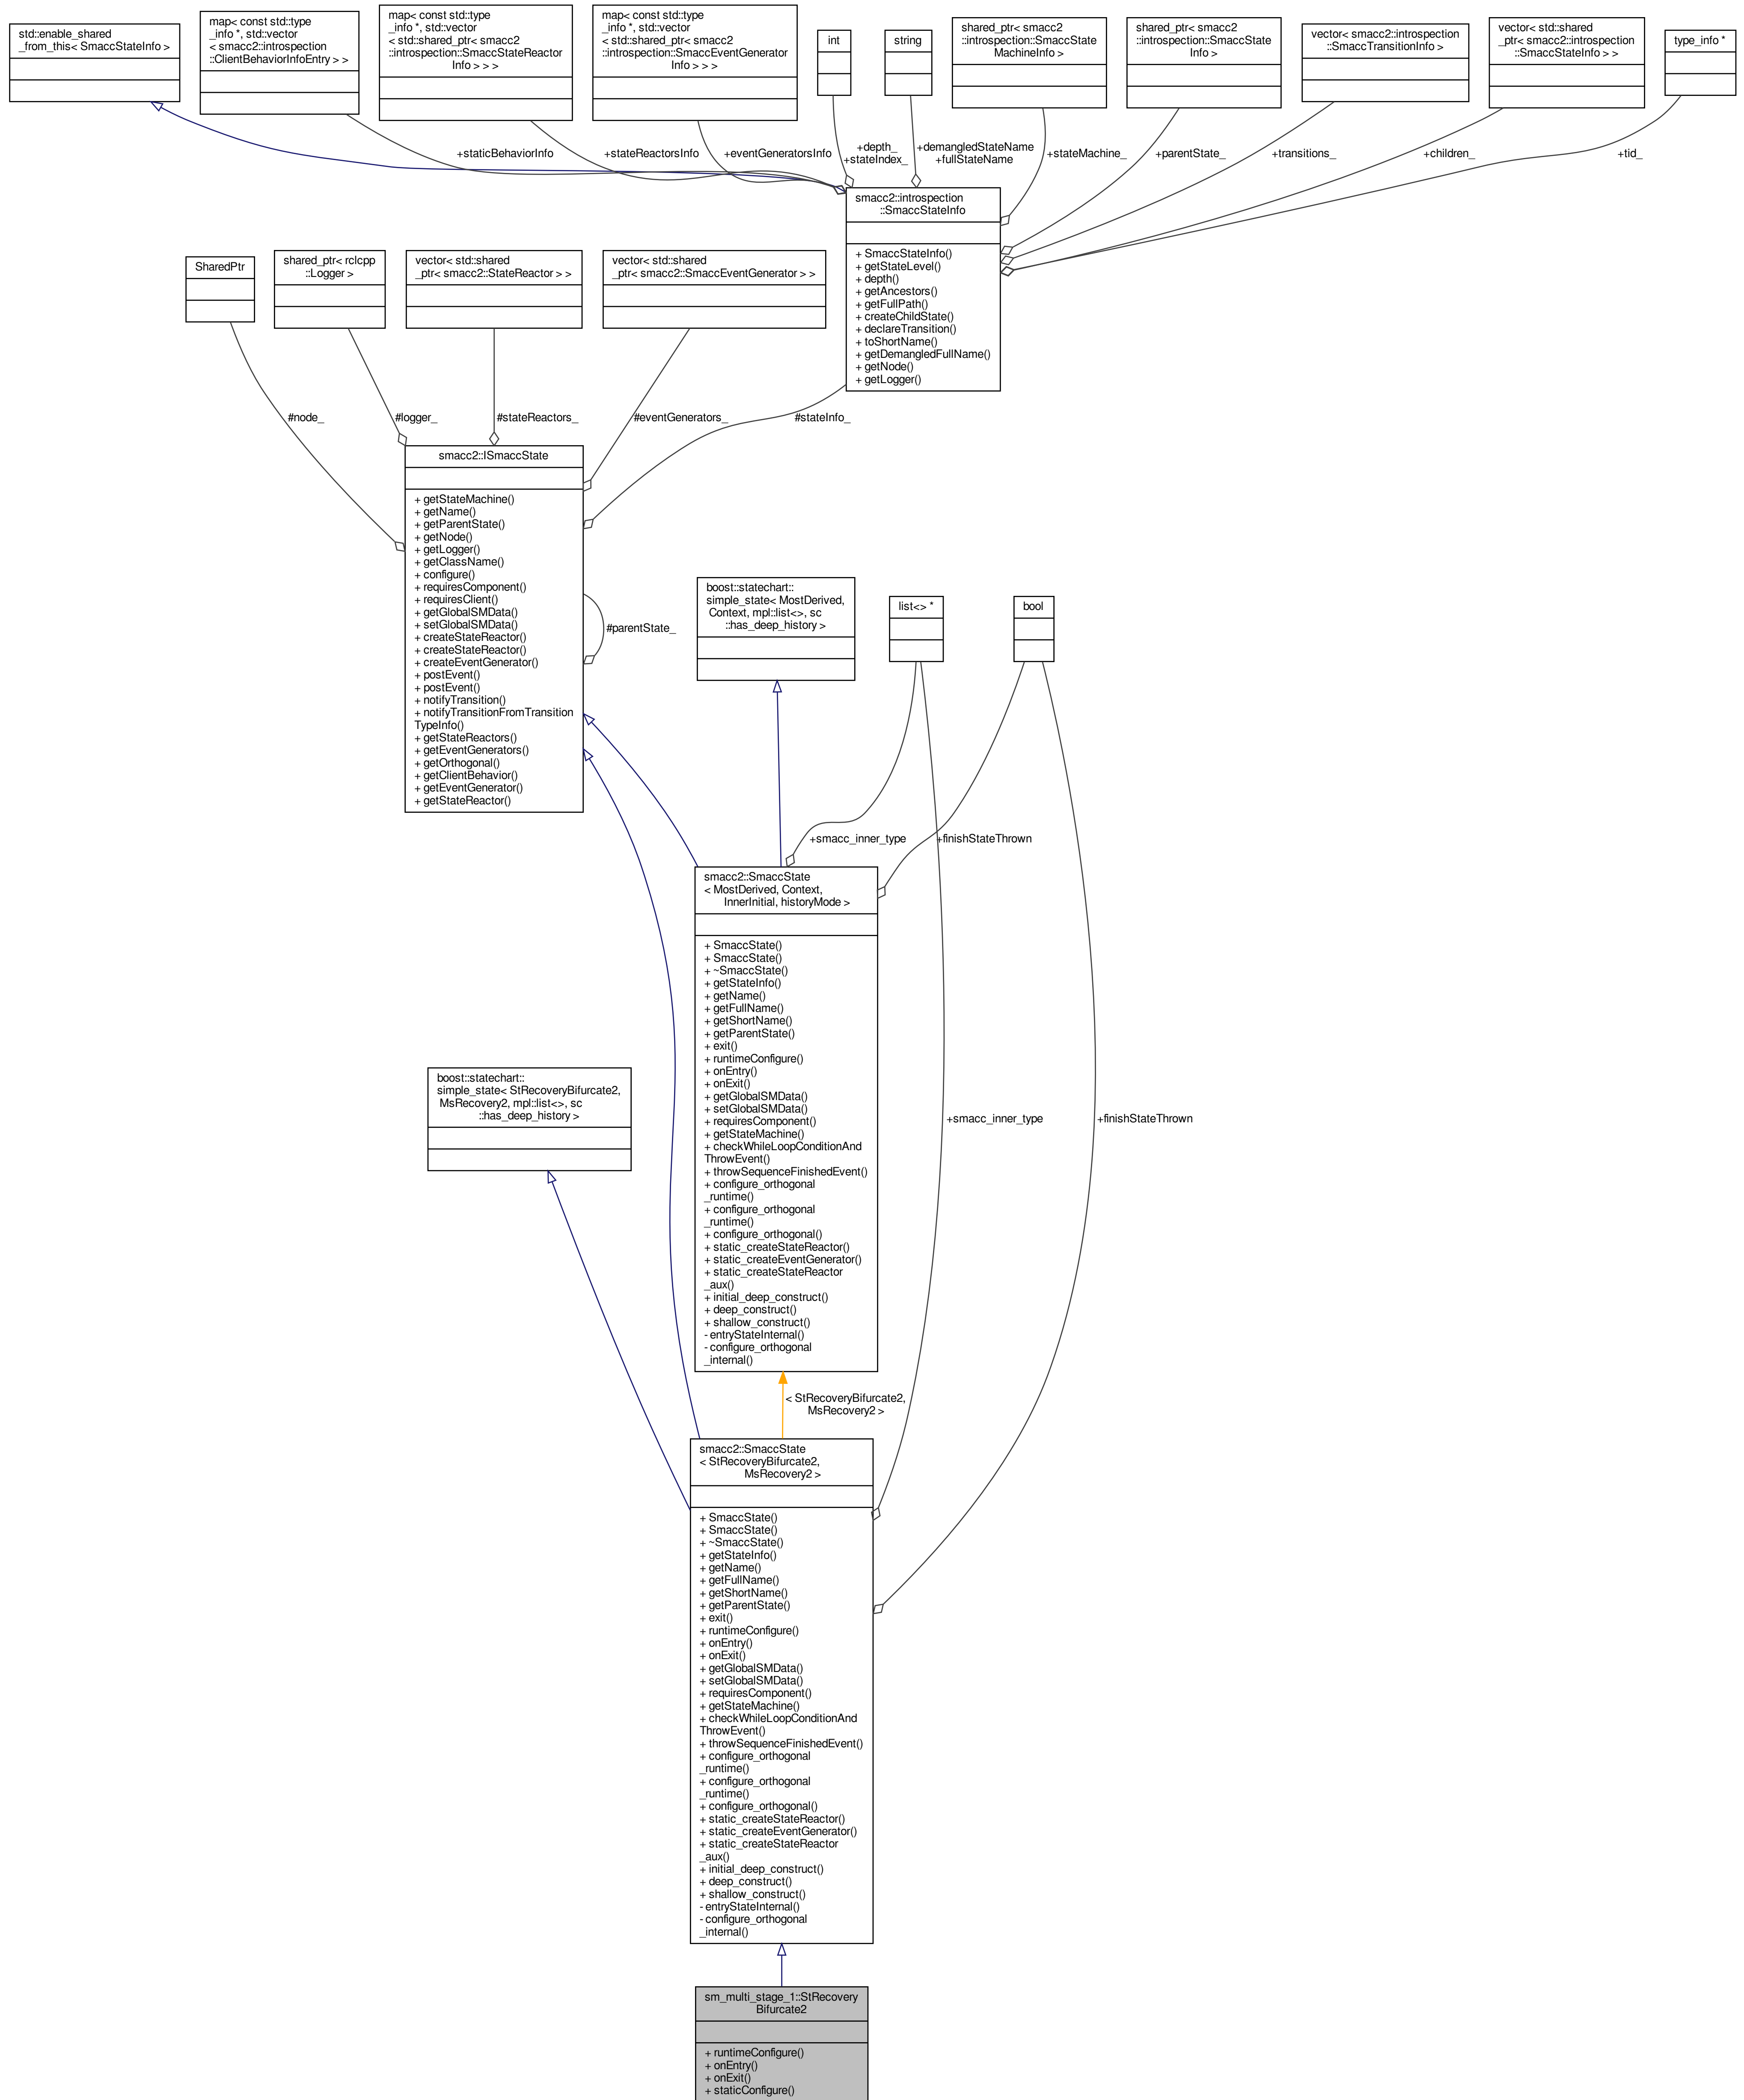 std::enable_shared
_from_this< SmaccStateInfo >
map< const std::type
_info *, std::vector
< smacc2::introspection
::ClientBehaviorInfoEntry > >
map< const std::type
_info *, std::vector
< std::shared_ptr< smacc2
::introspection::SmaccStateReactor
Info > > >
map< const std::type
_info *, std::vector
< std::shared_ptr< smacc2
::introspection::SmaccEventGenerator
Info > > >
int
string
shared_ptr< smacc2
::introspection::SmaccState
MachineInfo >
shared_ptr< smacc2
::introspection::SmaccState
Info >
vector< smacc2::introspection
::SmaccTransitionInfo >
vector< std::shared
_ptr< smacc2::introspection
::SmaccStateInfo > >
type_info *
+staticBehaviorInfo
+stateReactorsInfo
+eventGeneratorsInfo
+depth_
+stateIndex_
+demangledStateName
+fullStateName
+stateMachine_
+parentState_
+transitions_
+children_
+tid_
smacc2::introspection
::SmaccStateInfo
+ SmaccStateInfo()
+ getStateLevel()
+ depth()
+ getAncestors()
+ getFullPath()
+ createChildState()
+ declareTransition()
+ toShortName()
+ getDemangledFullName()
+ getNode()
+ getLogger()
SharedPtr
shared_ptr< rclcpp
::Logger >
vector< std::shared
_ptr< smacc2::StateReactor > >
vector< std::shared
_ptr< smacc2::SmaccEventGenerator > >
#node_
#logger_
#stateReactors_
#eventGenerators_
#stateInfo_
smacc2::ISmaccState
+ getStateMachine()
+ getName()
+ getParentState()
+ getNode()
+ getLogger()
+ getClassName()
+ configure()
+ requiresComponent()
+ requiresClient()
+ getGlobalSMData()
+ setGlobalSMData()
+ createStateReactor()
+ createStateReactor()
+ createEventGenerator()
+ postEvent()
+ postEvent()
+ notifyTransition()
+ notifyTransitionFromTransition
TypeInfo()
+ getStateReactors()
+ getEventGenerators()
+ getOrthogonal()
+ getClientBehavior()
+ getEventGenerator()
+ getStateReactor()
#parentState_
boost::statechart::
simple_state< MostDerived,
Context, mpl::list<>, sc
::has_deep_history >
list<> *
bool
+smacc_inner_type
+finishStateThrown
smacc2::SmaccState
< MostDerived, Context,
InnerInitial, historyMode >
+ SmaccState()
+ SmaccState()
+ ~SmaccState()
+ getStateInfo()
+ getName()
+ getFullName()
+ getShortName()
+ getParentState()
+ exit()
+ runtimeConfigure()
+ onEntry()
+ onExit()
+ getGlobalSMData()
+ setGlobalSMData()
+ requiresComponent()
+ getStateMachine()
+ checkWhileLoopConditionAnd
ThrowEvent()
+ throwSequenceFinishedEvent()
+ configure_orthogonal
_runtime()
+ configure_orthogonal
_runtime()
+ configure_orthogonal()
+ static_createStateReactor()
+ static_createEventGenerator()
+ static_createStateReactor
_aux()
+ initial_deep_construct()
+ deep_construct()
+ shallow_construct()
- entryStateInternal()
- configure_orthogonal
_internal()
boost::statechart::
simple_state< StRecoveryBifurcate2,
MsRecovery2, mpl::list<>, sc
::has_deep_history >
+smacc_inner_type
+finishStateThrown
< StRecoveryBifurcate2,
MsRecovery2 >
smacc2::SmaccState
< StRecoveryBifurcate2,
MsRecovery2 >
+ SmaccState()
+ SmaccState()
+ ~SmaccState()
+ getStateInfo()
+ getName()
+ getFullName()
+ getShortName()
+ getParentState()
+ exit()
+ runtimeConfigure()
+ onEntry()
+ onExit()
+ getGlobalSMData()
+ setGlobalSMData()
+ requiresComponent()
+ getStateMachine()
+ checkWhileLoopConditionAnd
ThrowEvent()
+ throwSequenceFinishedEvent()
+ configure_orthogonal
_runtime()
+ configure_orthogonal
_runtime()
+ configure_orthogonal()
+ static_createStateReactor()
+ static_createEventGenerator()
+ static_createStateReactor
_aux()
+ initial_deep_construct()
+ deep_construct()
+ shallow_construct()
- entryStateInternal()
- configure_orthogonal
_internal()
sm_multi_stage_1::StRecovery
Bifurcate2
+ runtimeConfigure()
+ onEntry()
+ onExit()
+ staticConfigure()